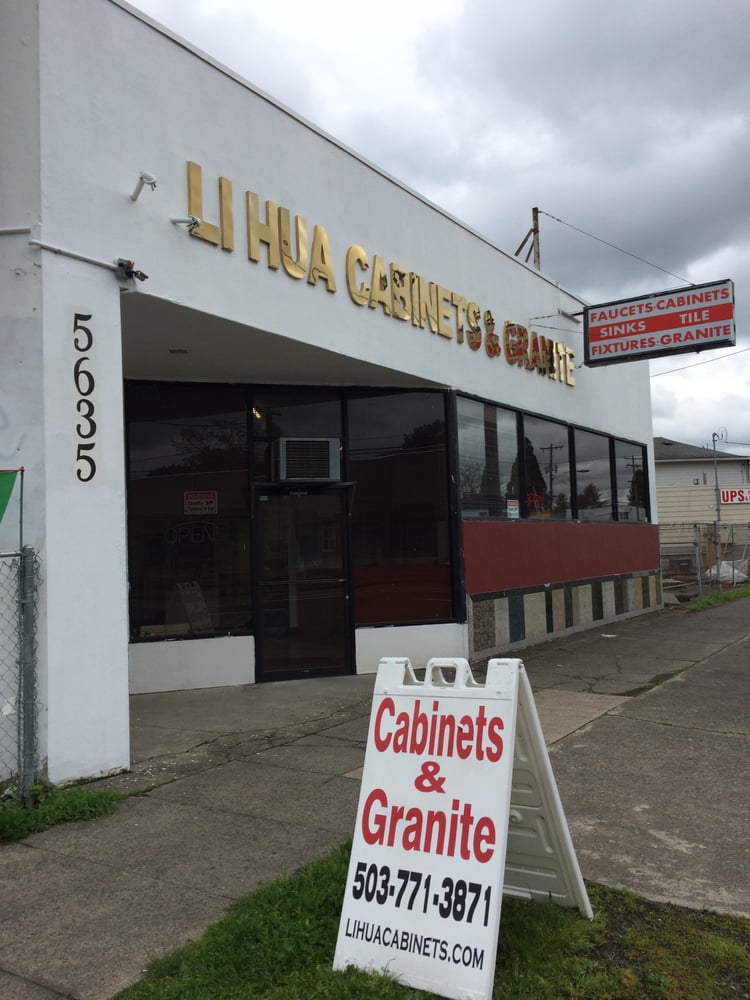 LI HUA CABINETS & GRANITE
FAUCETS·CABINETS
SINKS TILE
FIXTURES·GRANITE
5635
OPEN
UPS
Cabinets
&
Granite
503-771-3871
LIHUACABINETS.COM